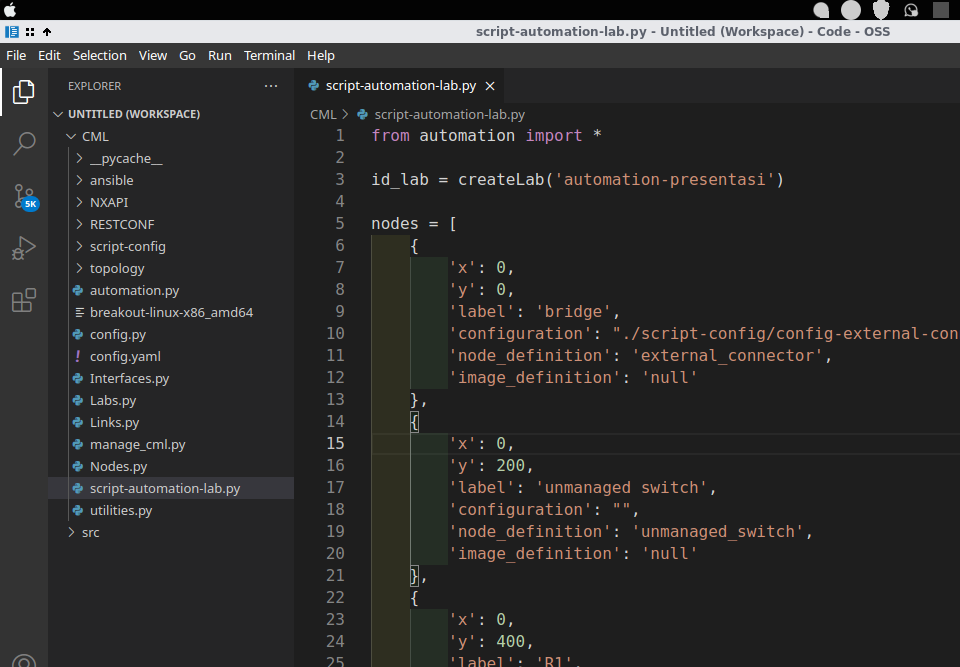 script-automation-lab.py - Untitled (Workspace) - Code - OSS
File Edit Selection View Go Run Terminal Help
EXPLORER
UNTITLED (WORKSPACE)
CML
__pycache__
ansible
NXAPI
RESTCONF
script-config
topology
automation.py
breakout-linux-x86_amd64
config.py
! config.yaml
Interfaces.py
Labs.py
Links.py
manage_cml.py
Nodes.py
script-automation-lab.py
utilities.py
src
5K
script-automation-lab.py
CML > script-automation-lab.py
1 from automation import *
2
3 id_lab = createLab('automation-presentasi')
4
5 nodes = [
6 {
7 'x': 0,
8 'y': 0,
9 'label': 'bridge',
10 'configuration': "./script-config/config-external-con
11 'node_definition': 'external_connector',
12 'image_definition': 'null'
13 },
14 {
15 'x': 0,
16 'y': 200,
17 'label': 'unmanaged switch',
18 'configuration': "",
19 'node_definition': 'unmanaged_switch',
20 'image_definition': 'null'
21 },
22 {
23 'x': 0,
24 'y': 400,
25 'label': 'R1',